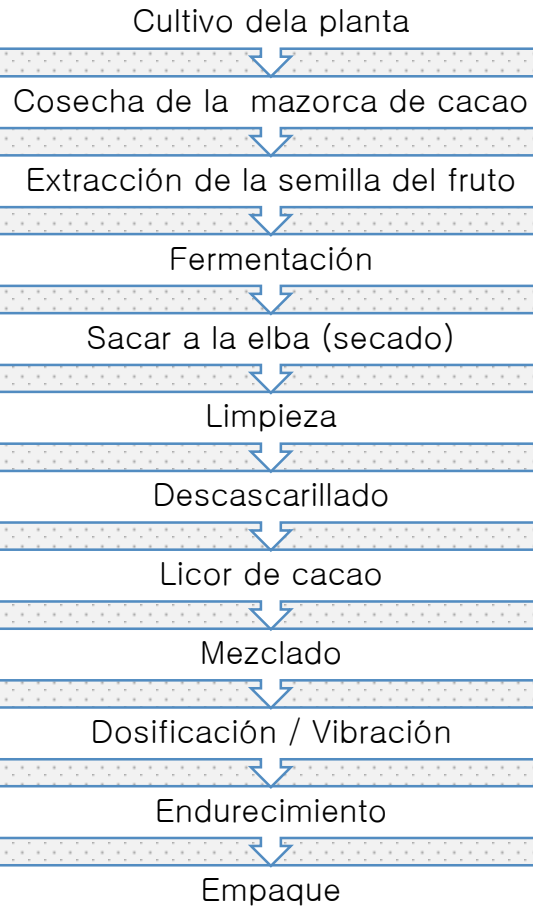 Cultivo dela planta
Cosecha de la mazorca de cacao
Extracción de la semilla del fruto
Fermentación
Sacar a la elba (secado)
Limpieza
Descascarillado
Licor de cacao
Mezclado
Dosificación / Vibración
Endurecimiento
Empaque